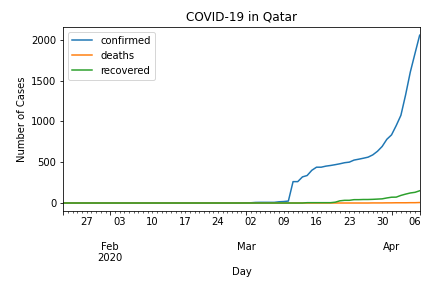 COVID-19 in Qatar
confirmed
deaths
recovered
Number of Cases
2000
1500
1000
500
0
27 03 10 17 24 02 09 16 23 30 06
Feb Mar Apr
2020
Day